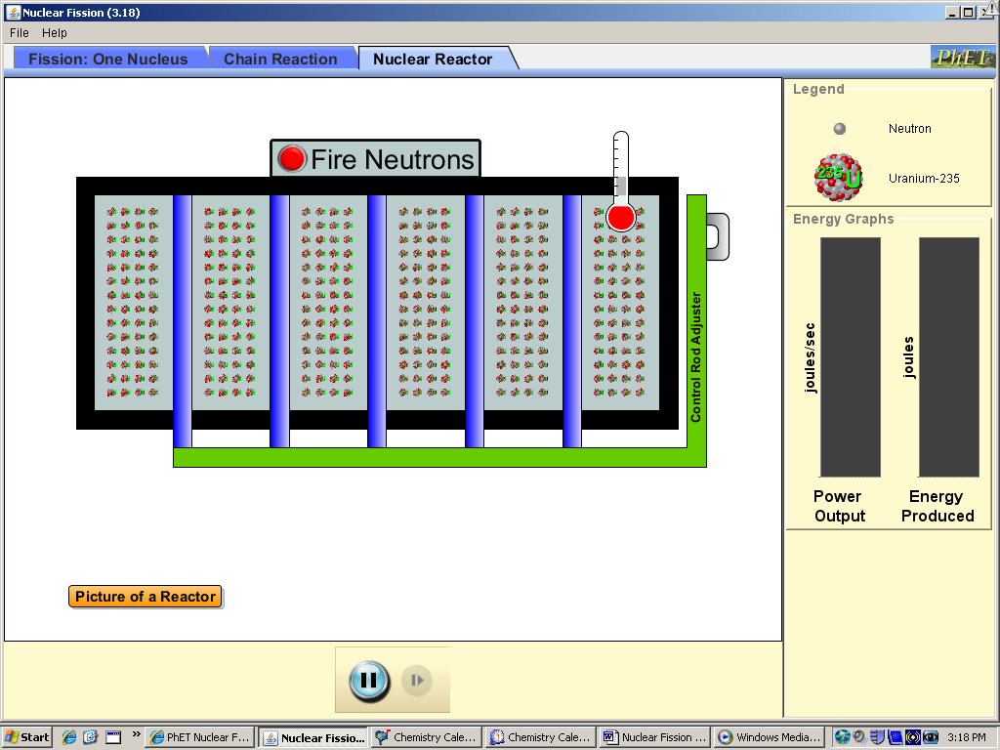 Nuclear Fission (3.18)
File Help
Fission: One Nucleus
Chain Reaction
Nuclear Reactor
PhET
Legend
Neutron
235 U
Uranium-235
Fire Neutrons
Control Rod Adjuster
Energy Graphs
joules/sec
joules
Power
Output
Energy
Produced
Picture of a Reactor
Start
»
PhET Nuclear F...
Nuclear Fissio...
Chemistry Cale...
Chemistry Cale...
Nuclear Fission ...
Windows Media...
3:18 PM